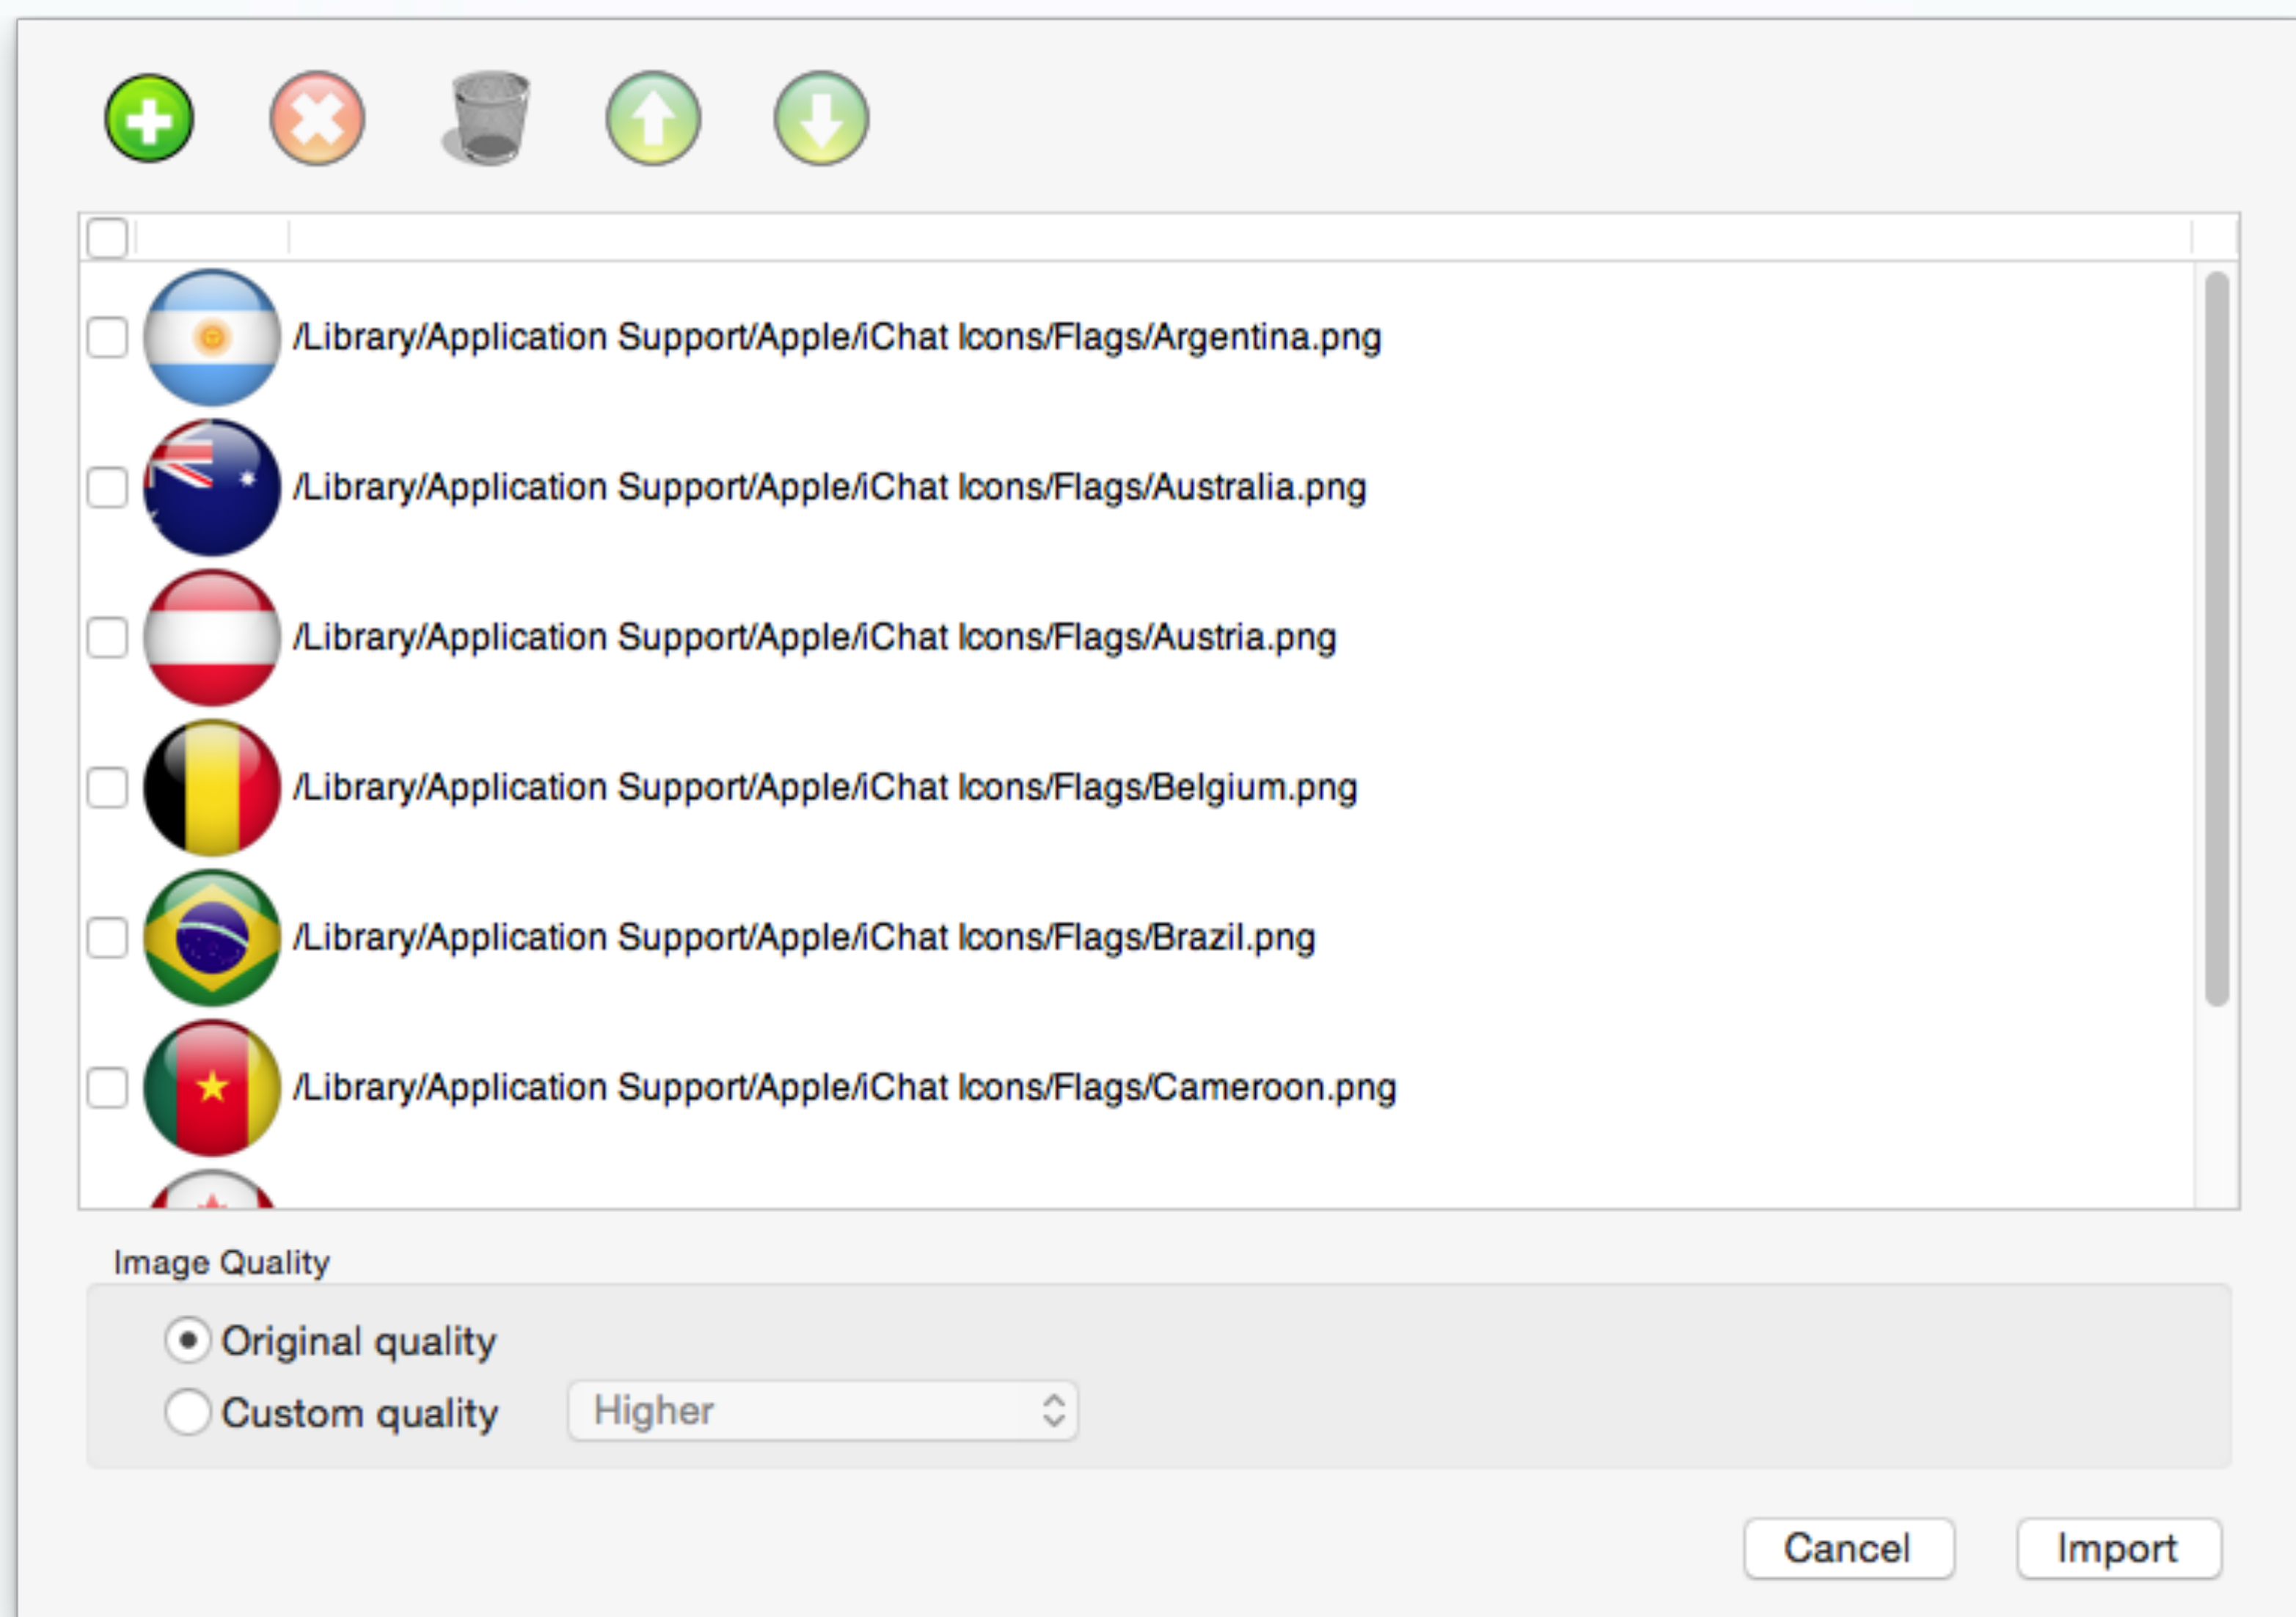 /Library/Application Support/Apple/iChat Icons/Flags/Argentina.png
/Library/Application Support/Apple/iChat Icons/Flags/Australia.png
/Library/Application Support/Apple/iChat Icons/Flags/Austria.png
/Library/Application Support/Apple/iChat Icons/Flags/Belgium.png
/Library/Application Support/Apple/iChat Icons/Flags/Brazil.png
/Library/Application Support/Apple/iChat Icons/Flags/Cameroon.png
Image Quality
Original quality
Custom quality Higher
Cancel Import